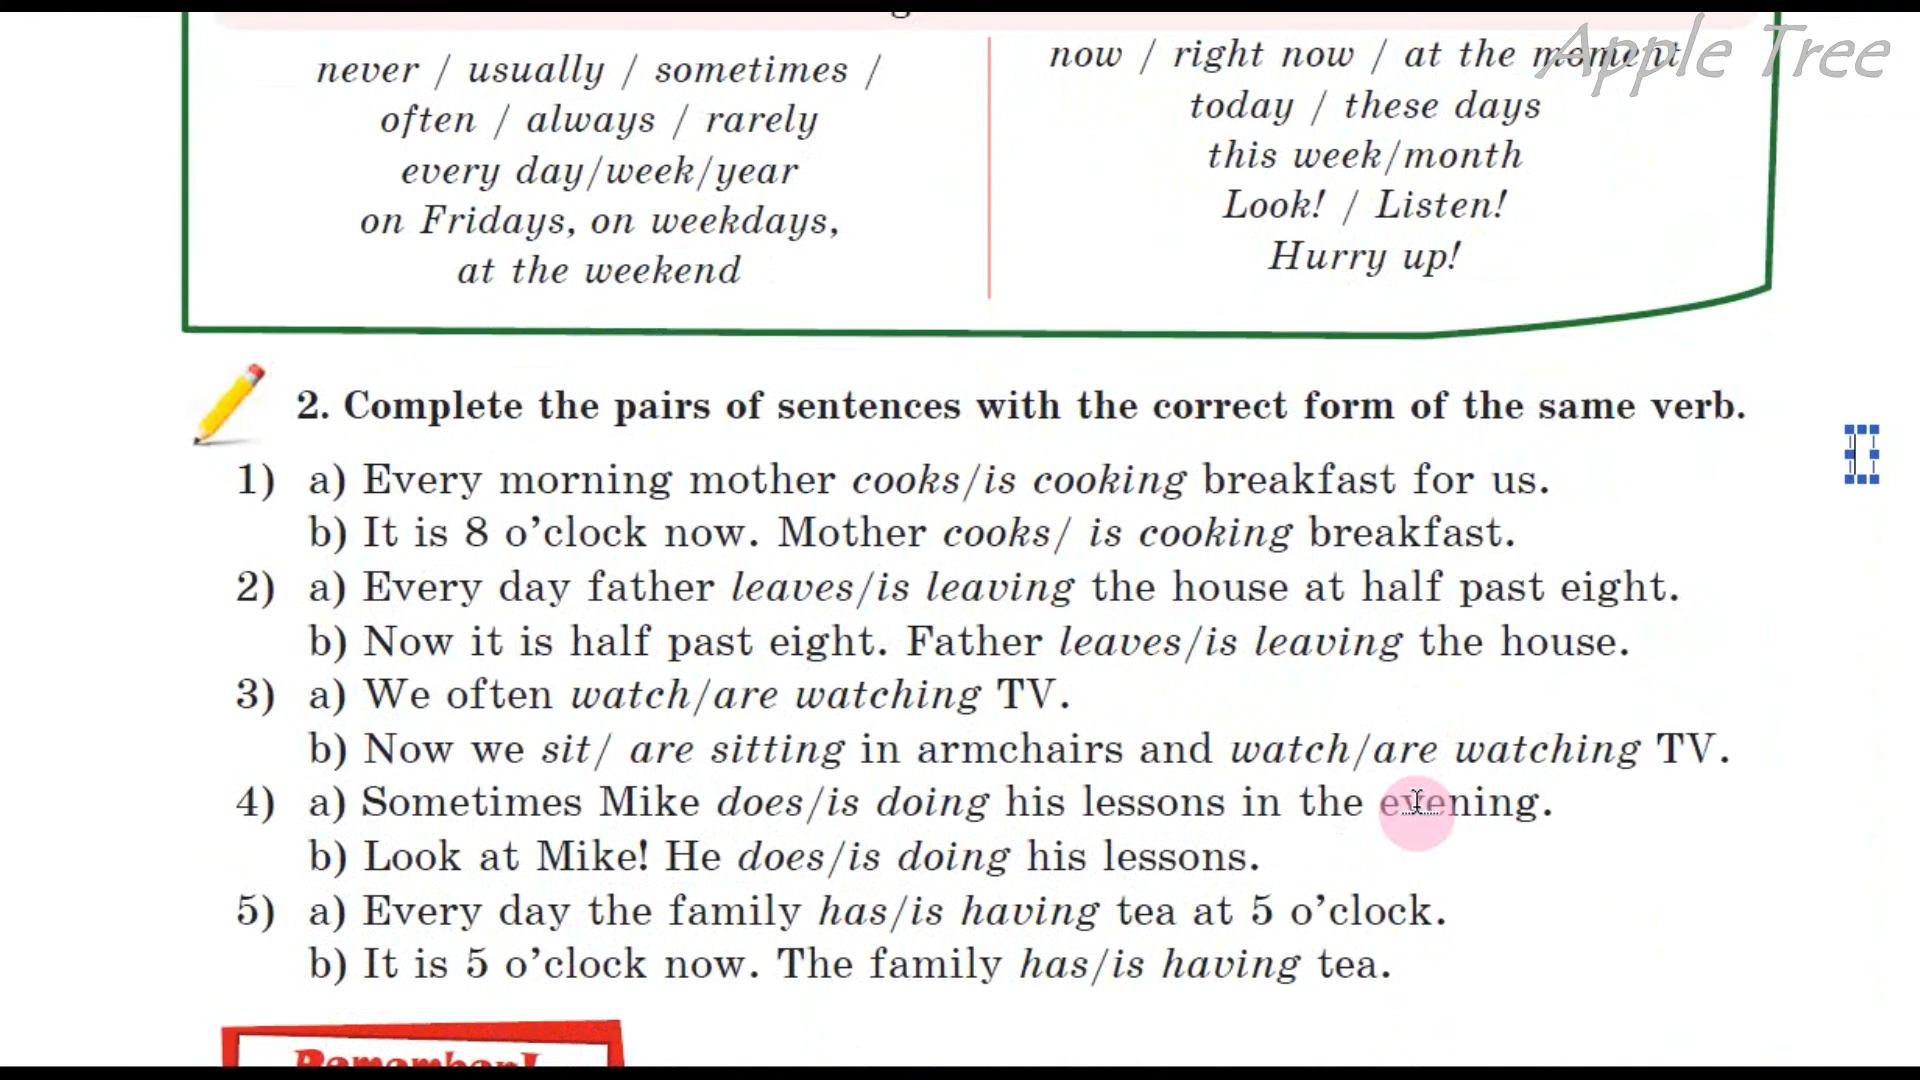 never / usually / sometimes /
often / always / rarely
every day/week/year
on Fridays, on weekdays,
at the weekend
now / right now / at the moment
today / these days
this week/month
Look! / Listen!
Hurry up!
Apple Tree
2. Complete the pairs of sentences with the correct form of the same verb.
1) a) Every morning mother cooks/is cooking breakfast for us.
b) It is 8 o’clock now. Mother cooks/ is cooking breakfast.
2) a) Every day father leaves/is leaving the house at half past eight.
b) Now it is half past eight. Father leaves/is leaving the house.
3) a) We often watch/are watching TV.
b) Now we sit/ are sitting in armchairs and watch/are watching TV.
4) a) Sometimes Mike does/is doing his lessons in the evening.
b) Look at Mike! He does/is doing his lessons.
5) a) Every day the family has/is having tea at 5 o’clock.
b) It is 5 o’clock now. The family has/is having tea.
Remember!